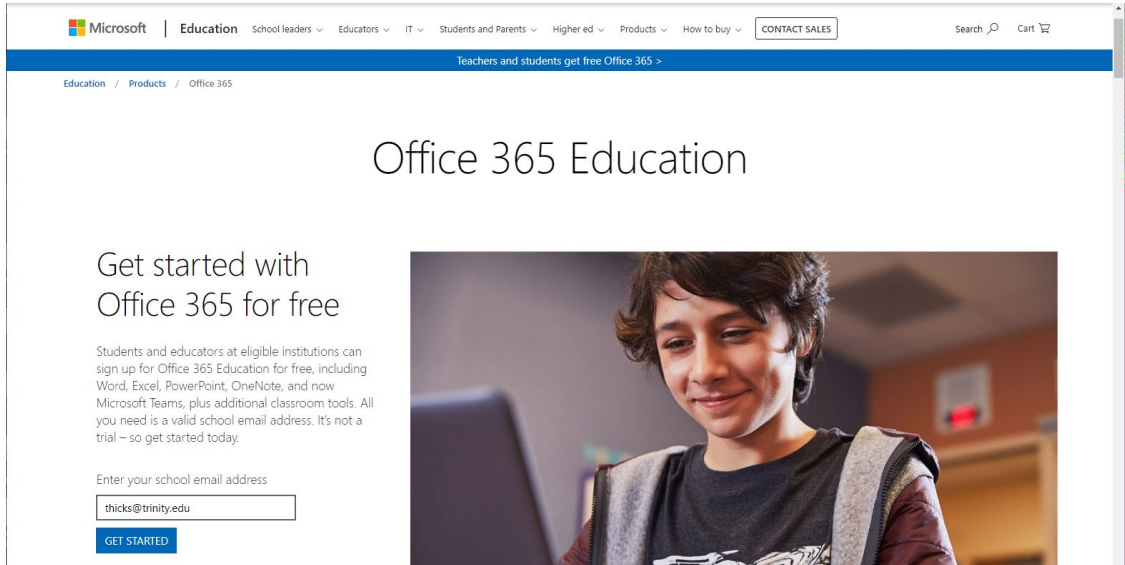 Microsoft Education School leaders Educators IT Students and Parents Higher ed Products How to buy CONTACT SALES Search Cart
Teachers and students get free Office 365 >
Education / Products / Office 365
Office 365 Education
Get started with
Office 365 for free
Students and educators at eligible institutions can
sign up for Office 365 Education for free, including
Word, Excel, PowerPoint, OneNote, and now
Microsoft Teams, plus additional classroom tools. All
you need is a valid school email address. It's not a
trial – so get started today.
Enter your school email address
thicks@trinity.edu
GET STARTED